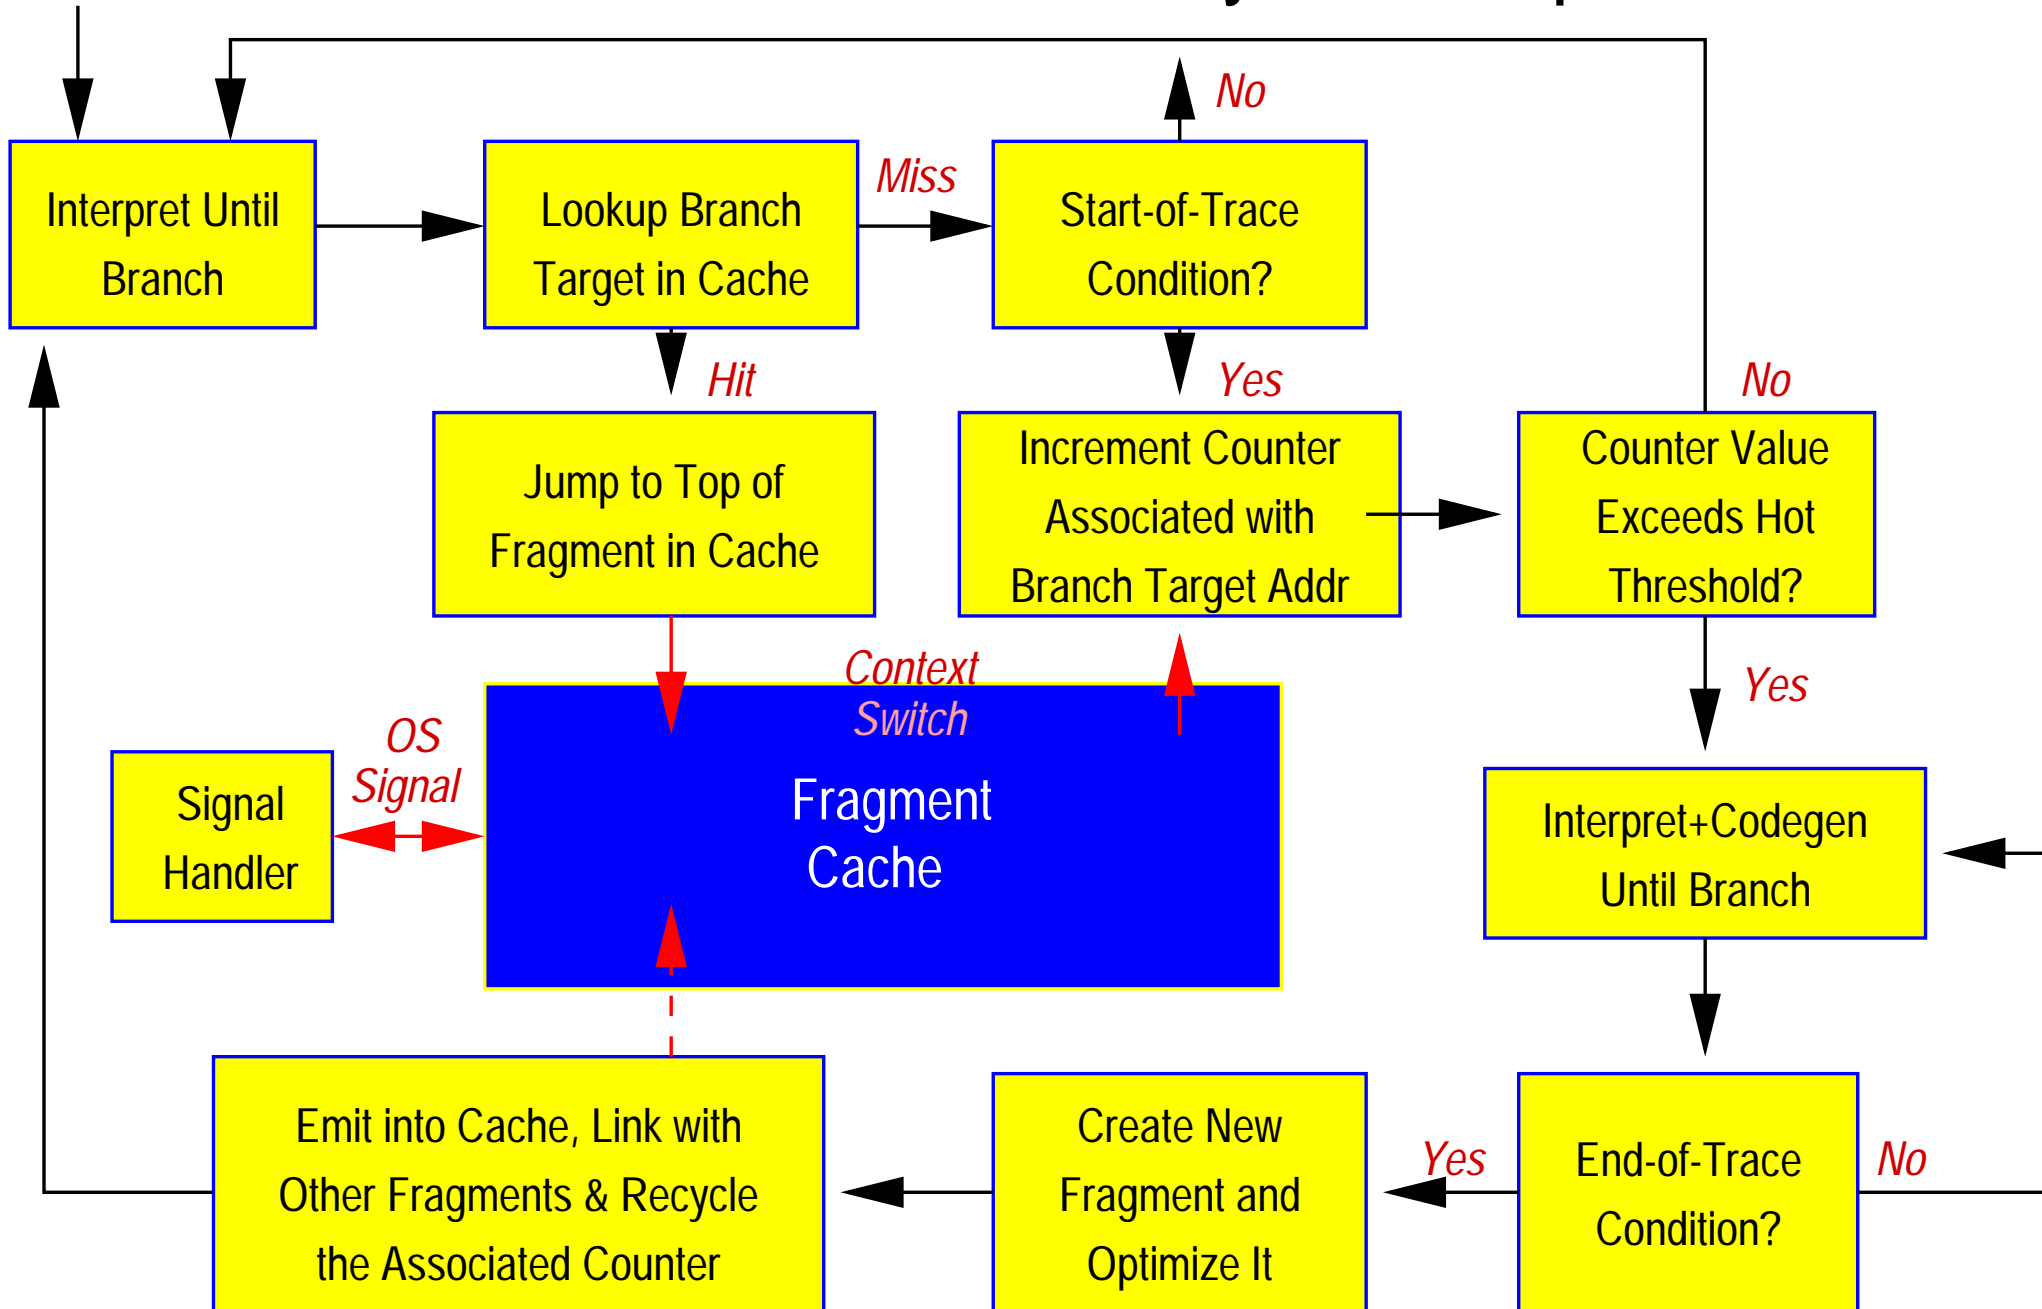 No
Interpret Until
Branch
Lookup Branch
Target in Cache
Miss
Start-of-Trace
Condition?
Hit
Yes
No
Jump to Top of
Fragment in Cache
Increment Counter
Associated with
Branch Target Addr
Counter Value
Exceeds Hot
Threshold?
Context
Switch
Yes
OS
Signal
Signal
Handler
Fragment
Cache
Interpret+Codegen
Until Branch
Emit into Cache, Link with
Other Fragments & Recycle
the Associated Counter
Create New
Fragment and
Optimize It
Yes
End-of-Trace
Condition?
No